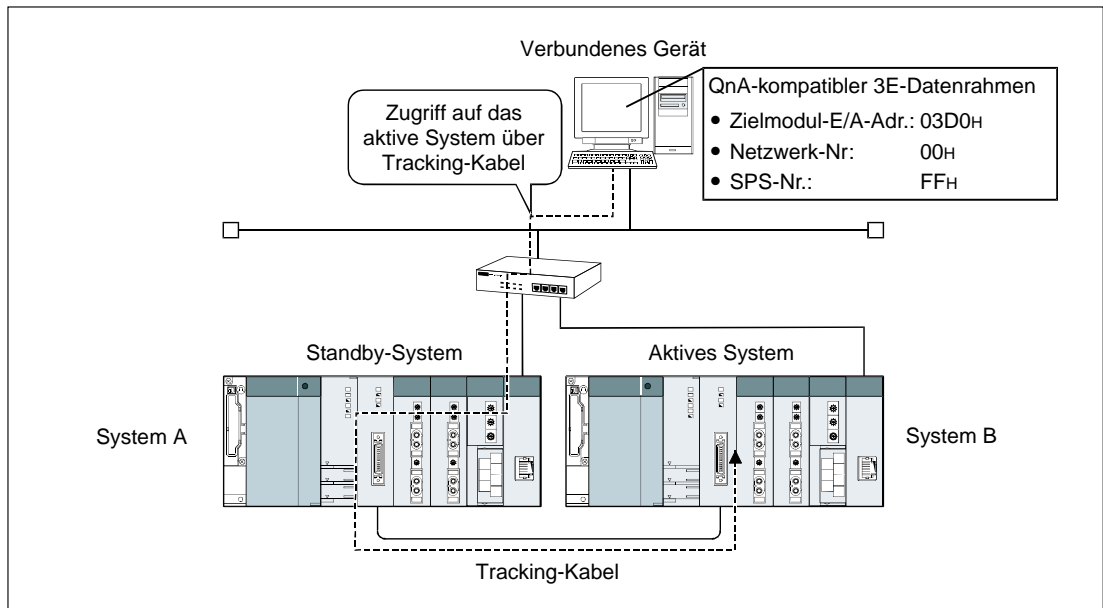 Verbundenes Gerät
QnA-kompatibler 3E-Datenrahmen
• Zielmodul-E/A-Adr.: 03D0H
• Netzwerk-Nr: 00H
• SPS-Nr.: FFH
Zugriff auf das
aktive System über
Tracking-Kabel
Standby-System
Aktives System
System A
System B
Tracking-Kabel